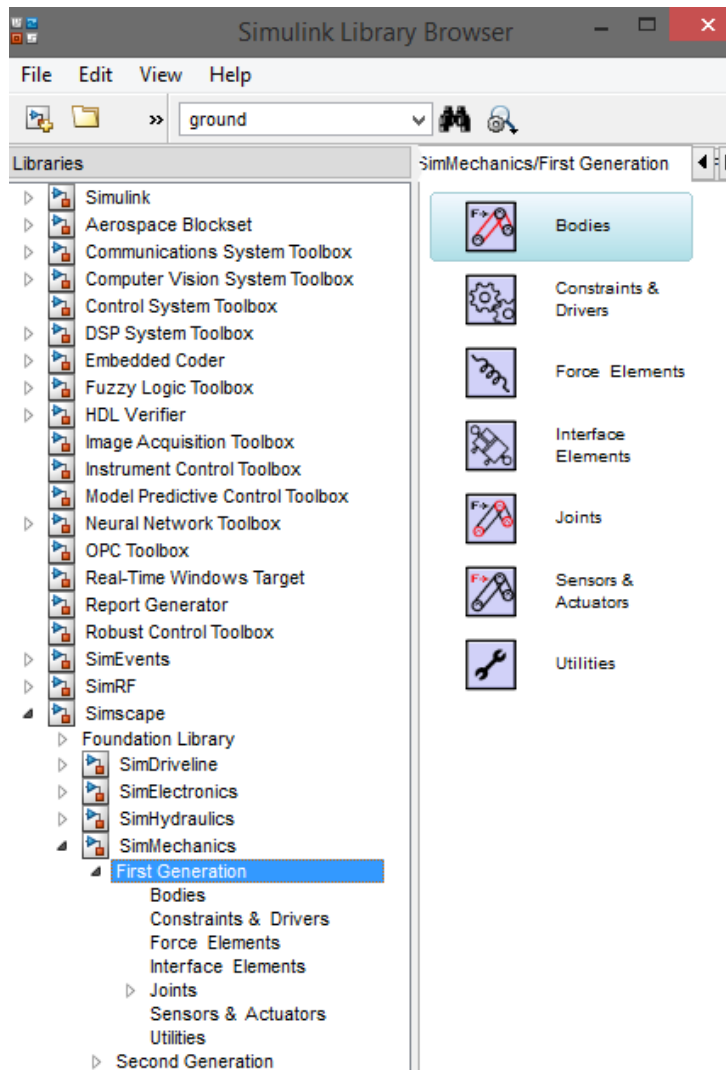 Simulink Library Browser
File Edit View Help
» ground
Libraries
SimMechanics/First Generation
Simulink
Aerospace Blockset
Communications System Toolbox
Computer Vision System Toolbox
Control System Toolbox
DSP System Toolbox
Embedded Coder
Fuzzy Logic Toolbox
HDL Verifier
Image Acquisition Toolbox
Instrument Control Toolbox
Model Predictive Control Toolbox
Neural Network Toolbox
OPC Toolbox
Real-Time Windows Target
Report Generator
Robust Control Toolbox
SimEvents
SimRF
Simscape
Foundation Library
SimDriveline
SimElectronics
SimHydraulics
SimMechanics
First Generation
Bodies
Constraints & Drivers
Force Elements
Interface Elements
Joints
Sensors & Actuators
Utilities
Second Generation
Bodies
Constraints &
Drivers
Force Elements
Interface
Elements
Joints
Sensors &
Actuators
Utilities